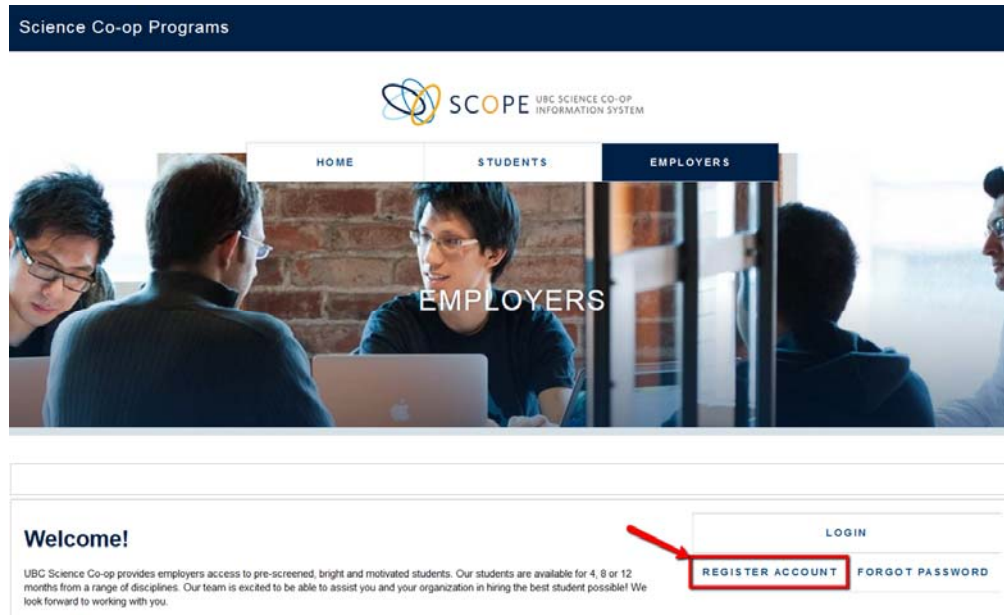 Science Co-op Programs
SCOPE UBC SCIENCE CO-OP
INFORMATION SYSTEM
HOME STUDENTS EMPLOYERS
EMPLOYERS
Welcome!
LOGIN
REGISTER ACCOUNT FORGOT PASSWORD
UBC Science Co-op provides employers access to pre-screened, bright and motivated students. Our students are available for 4, 8 or 12
months from a range of disciplines. Our team is excited to be able to assist you and your organization in hiring the best student possible! We
look forward to working with you.